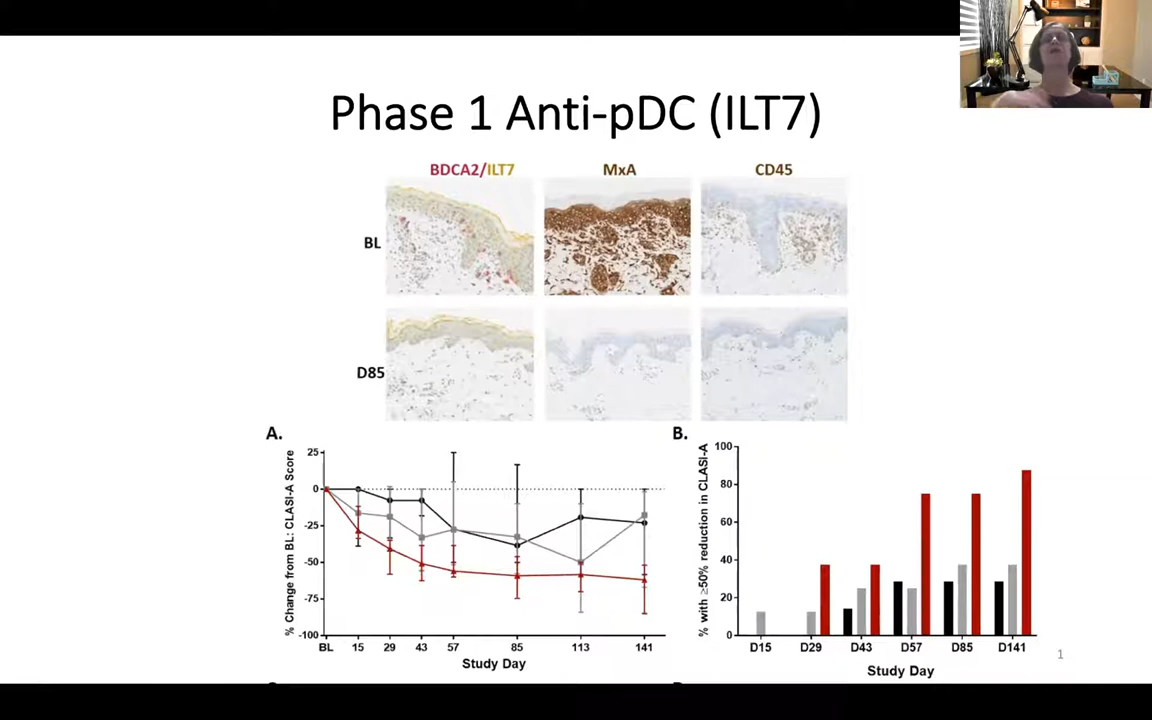 Phase 1 Anti-pDC (ILT7)
BDCA2/ILT7 MxA CD45
BL
D85
A.
% Change from BL: CLASI-A Score
25
0
-25
-50
-75
-100
BL 15 29 43 57 85 113 141
Study Day
B.
% with ≥50% reduction in CLASI-A
100
80
60
40
20
0
D15 D29 D43 D57 D85 D141
Study Day
1